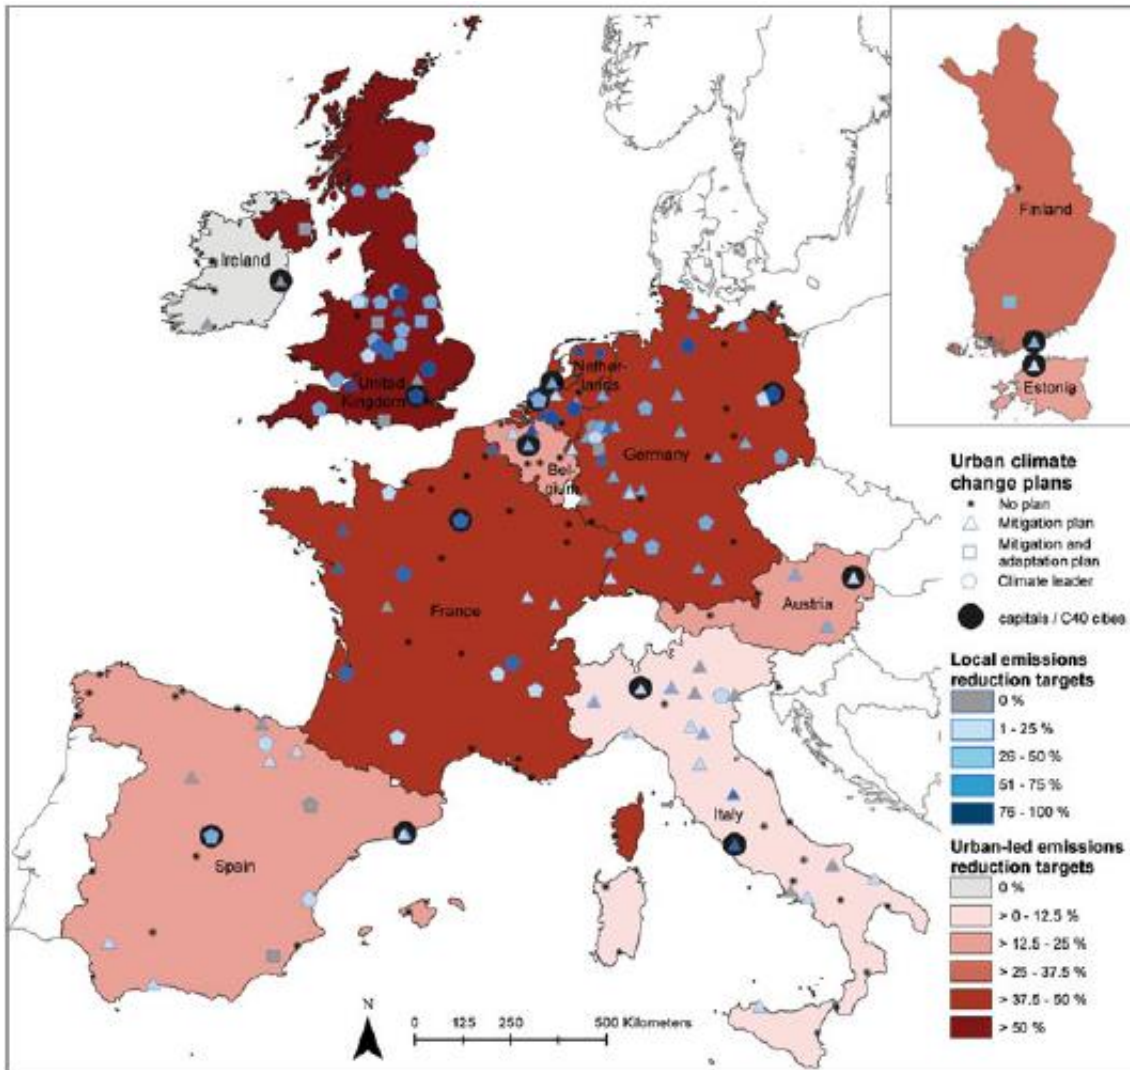 Finland
Estonia
Ireland
United
Kingdom
Nether-
lands
Bel-
gium
Germany
France
Austria
Italy
Spain
Urban climate
change plans
No plan
Mitigation plan
Mitigation and
adaptation plan
Climate leader
capitals / C40 cities
Local emissions
reduction targets
0 %
1 - 25 %
26 - 50 %
51 - 75 %
76 - 100 %
Urban-led emissions
reduction targets
0 %
> 0 - 12.5 %
> 12.5 - 25 %
> 25 - 37.5 %
> 37.5 - 50 %
> 50 %
N
0 125 250 500 Kilometers